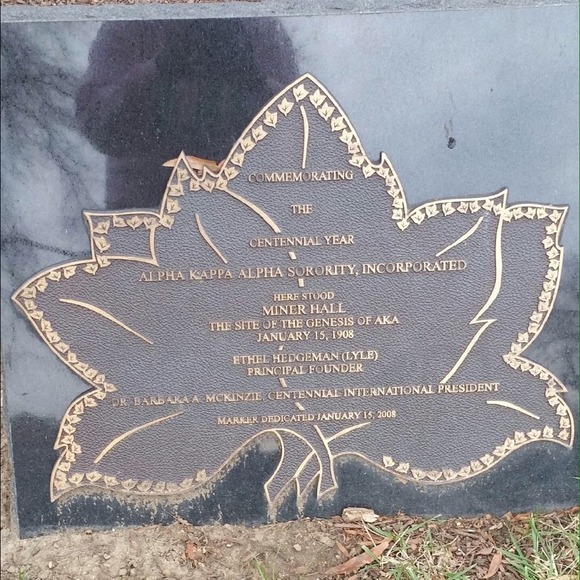 COMMEMORATING
THE
CENTENNIAL YEAR
ALPHA KAPPA ALPHA SORORITY, INCORPORATED
HERE STOOD
MINER HALL
THE SITE OF THE GENESIS OF AKA
JANUARY 15, 1908
ETHEL HEDGEMAN (LYLE)
PRINCIPAL FOUNDER
DR. BARBARA A. MCKINZIE, CENTENNIAL INTERNATIONAL PRESIDENT
MARKER DEDICATED JANUARY 15, 2008